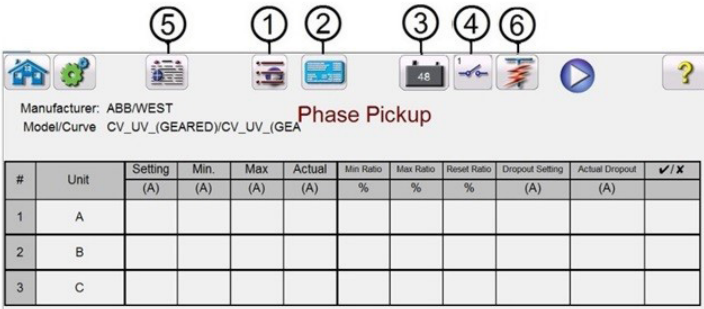 5 1 2 3 4 6
48 1 ?
Manufacturer: ABB/WEST
Model/Curve CV_UV_(GEARED)/CV_UV_(GEA
Phase Pickup
# Unit Setting Min. Max Actual Min Ratio Max Ratio Reset Ratio Dropout Setting Actual Dropout ✔/✘
(A) (A) (A) (A) % % % (A) (A)
1 A
2 B
3 C